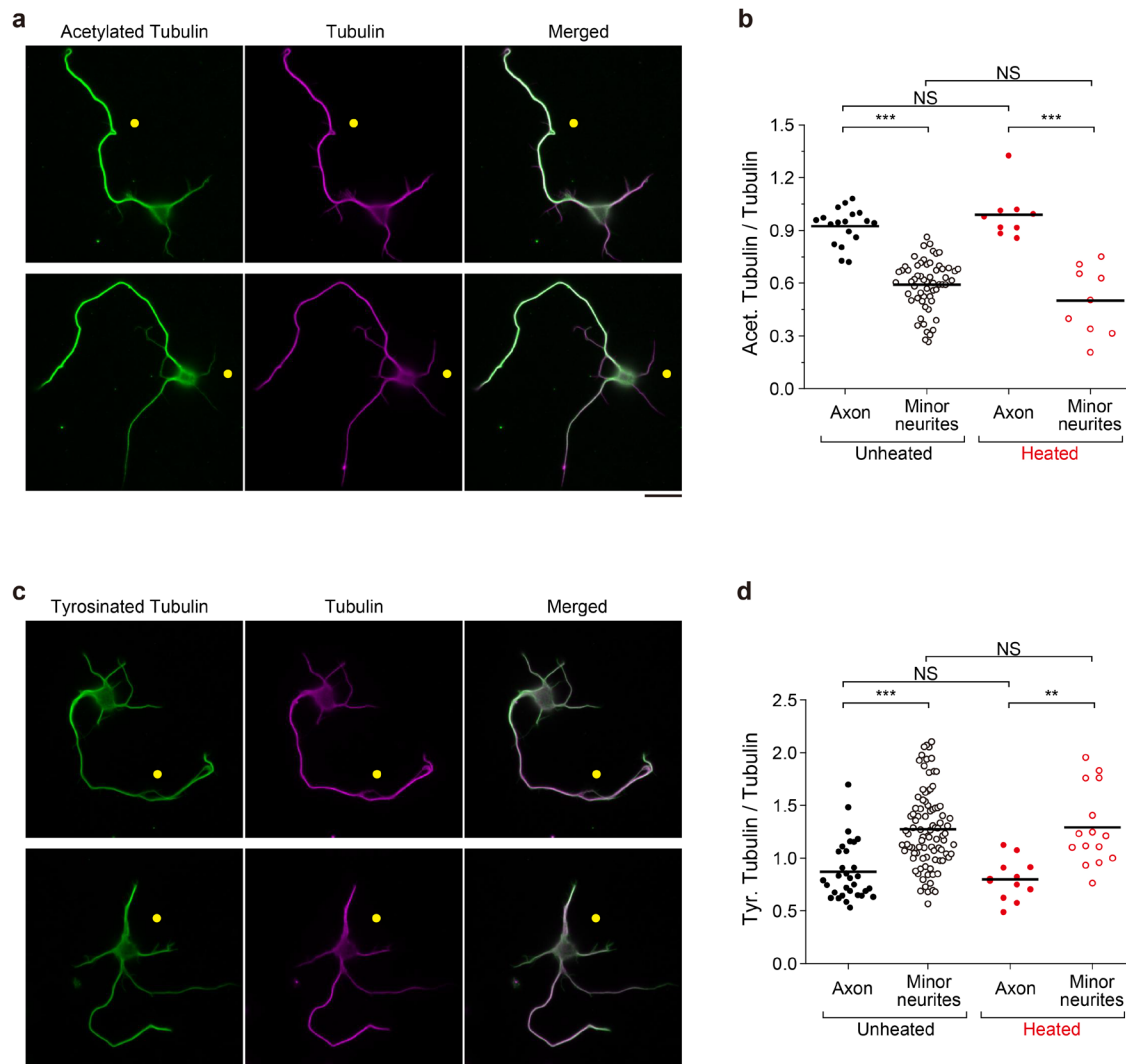 a
Acetylated Tubulin
Tubulin
Merged
b
NS
NS
***
***
1.5
1.2
0.9
0.6
0.3
0.0
Acet. Tubulin / Tubulin
Axon
Minor
neurites
Axon
Minor
neurites
Unheated
Heated
c
Tyrosinated Tubulin
Tubulin
Merged
d
NS
NS
***
**
2.5
2.0
1.5
1.0
0.5
0.0
Tyr. Tubulin / Tubulin
Axon
Minor
neurites
Axon
Minor
neurites
Unheated
Heated